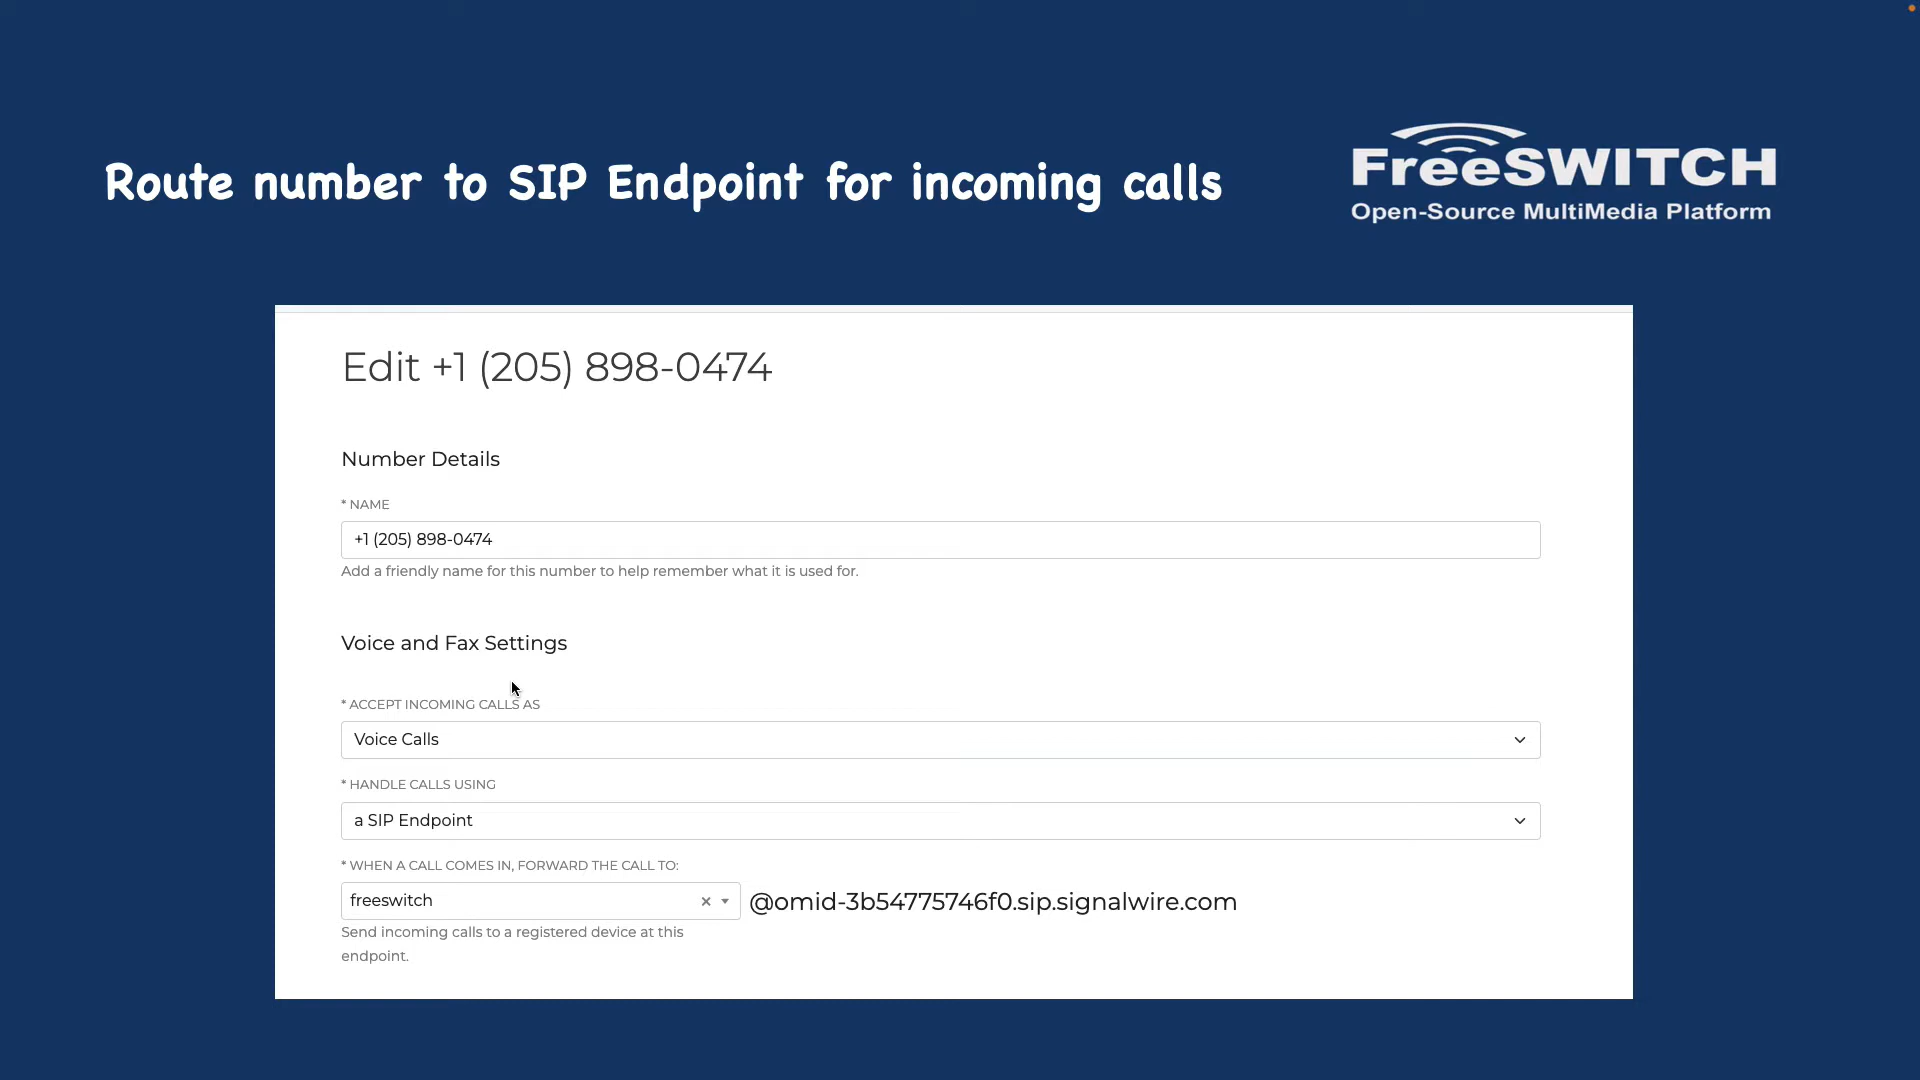 Route number to SIP Endpoint for incoming calls
FreeSWITCH
Open-Source MultiMedia Platform
Edit +1 (205) 898-0474
Number Details
* NAME
+1 (205) 898-0474
Add a friendly name for this number to help remember what it is used for.
Voice and Fax Settings
* ACCEPT INCOMING CALLS AS
Voice Calls
* HANDLE CALLS USING
a SIP Endpoint
* WHEN A CALL COMES IN, FORWARD THE CALL TO:
freeswitch @omid-3b54775746f0.sip.signalwire.com
Send incoming calls to a registered device at this
endpoint.